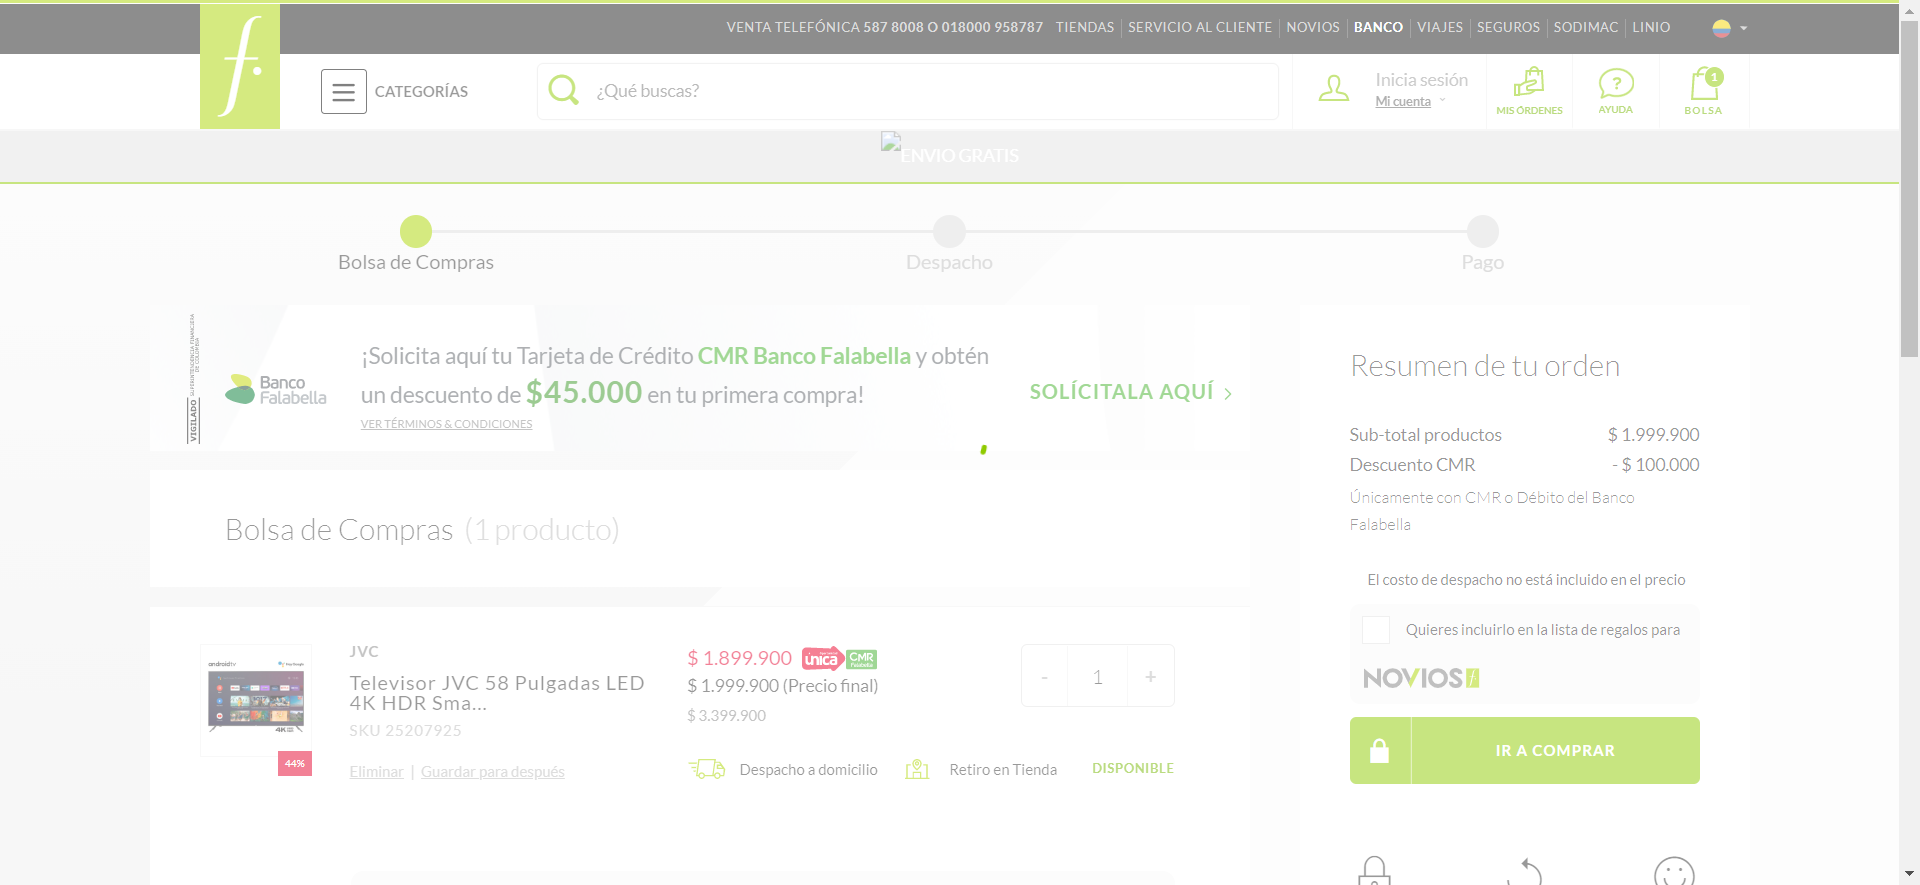 VENTA TELEFÓNICA 587 8008 O 018000 958787 TIENDAS SERVICIO AL CLIENTE NOVIOS BANCO VIAJES SEGUROS SODIMAC LINIO
f.
CATEGORÍAS
¿Qué buscas?
Inicia sesión
Mi cuenta
MIS ÓRDENES
AYUDA
1
BOLSA
ENVIO GRATIS
Bolsa de Compras
Despacho
Pago
VIGILADO SUPERINTENDENCIA FINANCIERA DE COLOMBIA
Banco
Falabella
¡Solicita aquí tu Tarjeta de Crédito CMR Banco Falabella y obtén
un descuento de $45.000 en tu primera compra!
VER TÉRMINOS & CONDICIONES
SOLÍCITALA AQUÍ
Resumen de tu orden
Sub-total productos $ 1.999.900
Descuento CMR - $ 100.000
Únicamente con CMR o Débito del Banco
Falabella
El costo de despacho no está incluido en el precio
Quieres incluirlo en la lista de regalos para
NOVIOS f.
IR A COMPRAR
Bolsa de Compras (1 producto)
androidtv
4K HDR
44%
JVC
Televisor JVC 58 Pulgadas LED
4K HDR Sma...
SKU 25207925
Eliminar | Guardar para después
$ 1.899.900 única CMR Falabella
$ 1.999.900 (Precio final)
$ 3.399.900
- 1 +
Despacho a domicilio
Retiro en Tienda
DISPONIBLE